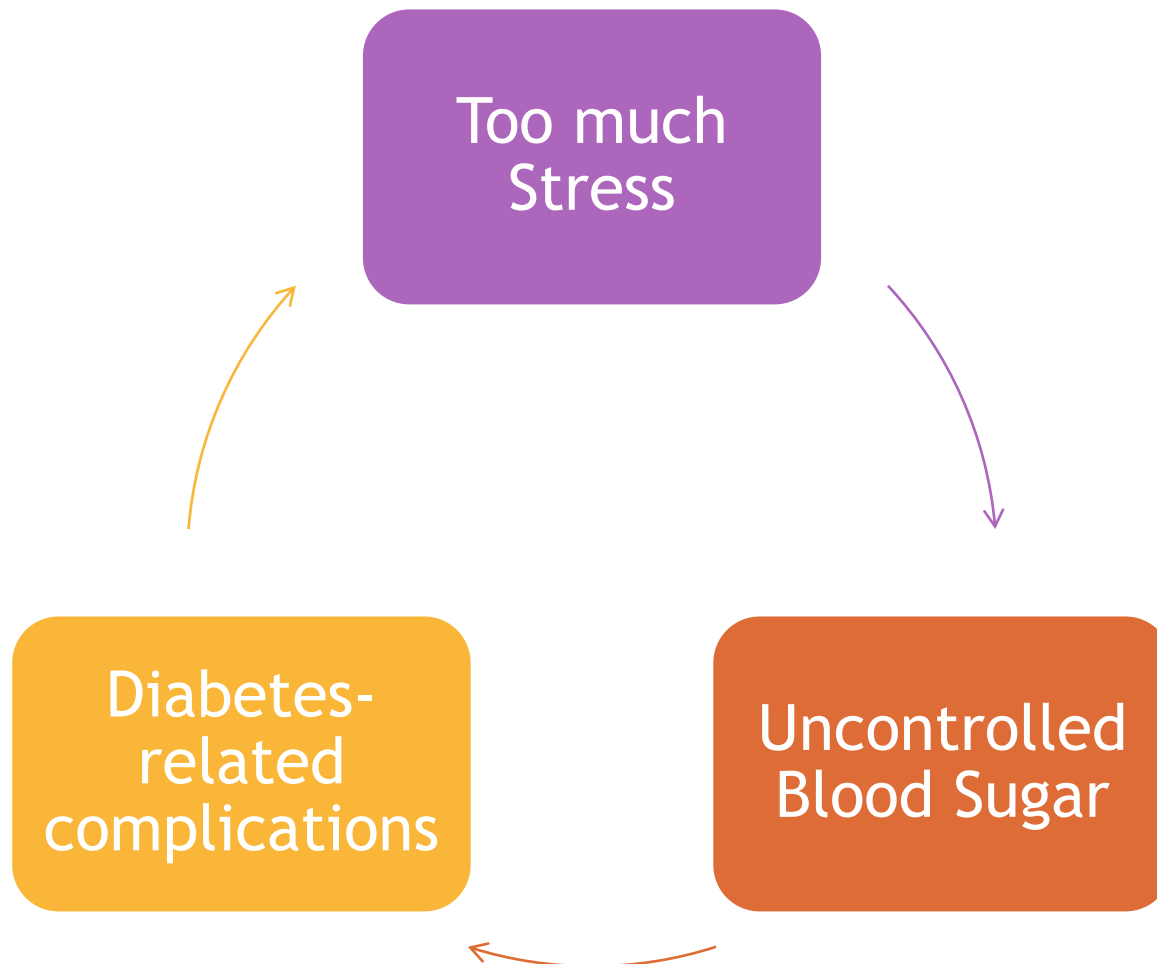 Too much
Stress
Uncontrolled
Blood Sugar
Diabetes-
related
complications